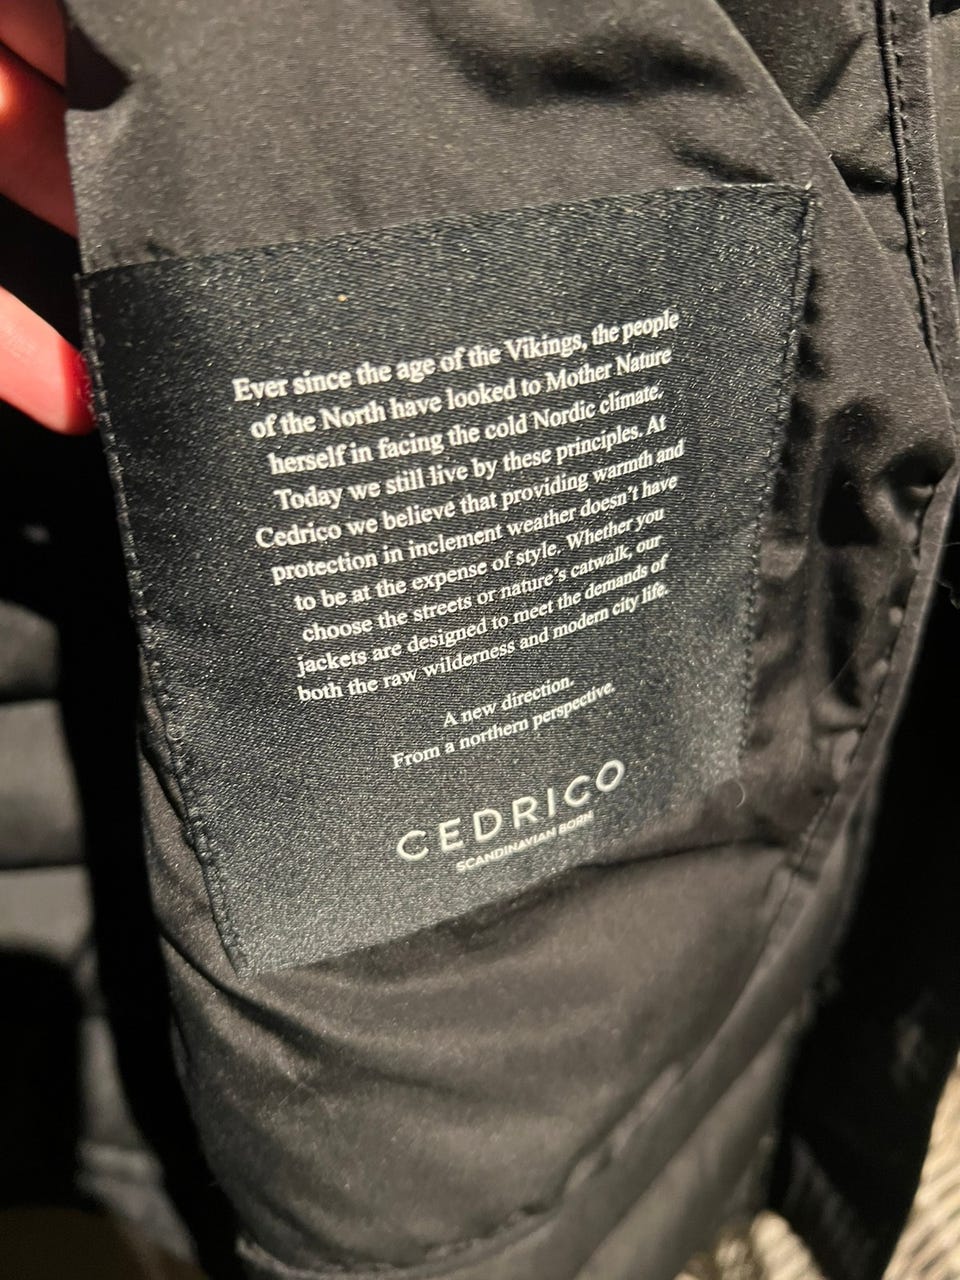 Ever since the age of the Vikings, the people
of the North have looked to Mother Nature
herself in facing the cold Nordic climate.
Today we still live by these principles. At
Cedrico we believe that providing warmth and
protection in inclement weather doesn't have
to be at the expense of style. Whether you
choose the streets or nature's catwalk, our
jackets are designed to meet the demands of
both the raw wilderness and modern city life.
A new direction.
From a northern perspective.
CEDRICO
SCANDINAVIAN BORN